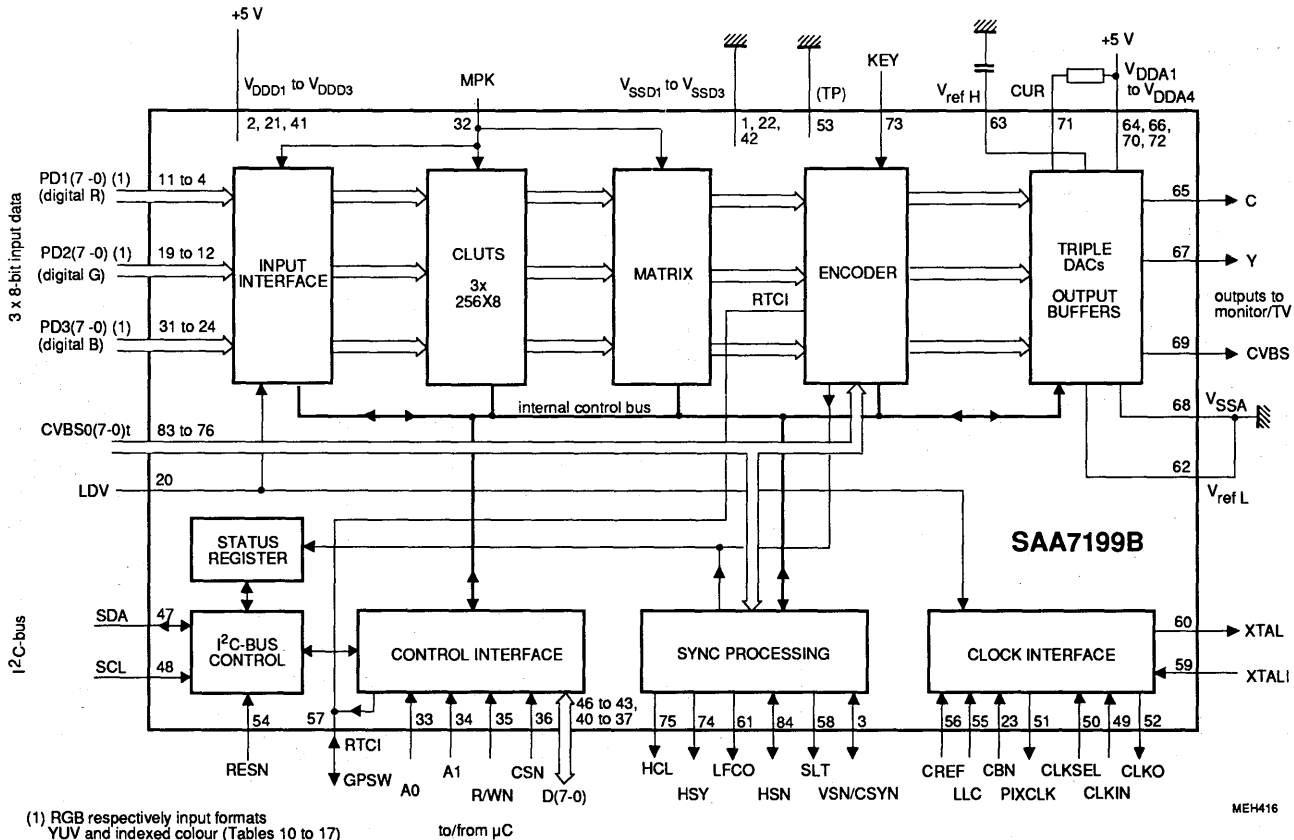 +5 V
+5 V
VDDD1 to VDDD3
MPK
VSSD1 to VSSD3
(TP)
KEY
Vref H
CUR
VDDA1
to VDDA4
2, 21, 41
32
1, 22,
42
53
73
63
71
64, 66,
70, 72
3 x 8-bit input data
PD1(7 -0) (1)
(digital R)
11 to 4
PD2(7 -0) (1)
(digital G)
19 to 12
PD3(7 -0) (1)
(digital B)
31 to 24
INPUT
INTERFACE
CLUTS
3x
256X8
MATRIX
RTCI
ENCODER
TRIPLE
DACs
OUTPUT
BUFFERS
65
C
67
Y
outputs to
monitor/TV
69
CVBS
internal control bus
68
VSSA
62
Vref L
CVBS0(7-0)t
83 to 76
LDV
20
SAA7199B
STATUS
REGISTER
I²C-bus
SDA
47
SCL
48
I²C-BUS
CONTROL
CONTROL INTERFACE
SYNC PROCESSING
CLOCK INTERFACE
60
XTAL
59
XTALI
54
57
33
34
35
36
46 to 43,
40 to 37
75
74
61
84
58
3
56
55
23
51
50
49
52
RESN
RTCI
GPSW
A0
A1
R/WN
CSN
D(7-0)
HCL
HSY
LFCO
HSN
SLT
VSN/CSYN
CREF
LLC
CBN
PIXCLK
CLKSEL
CLKIN
CLKO
(1) RGB respectively input formats
YUV and indexed colour (Tables 10 to 17)
to/from µC
MEH416